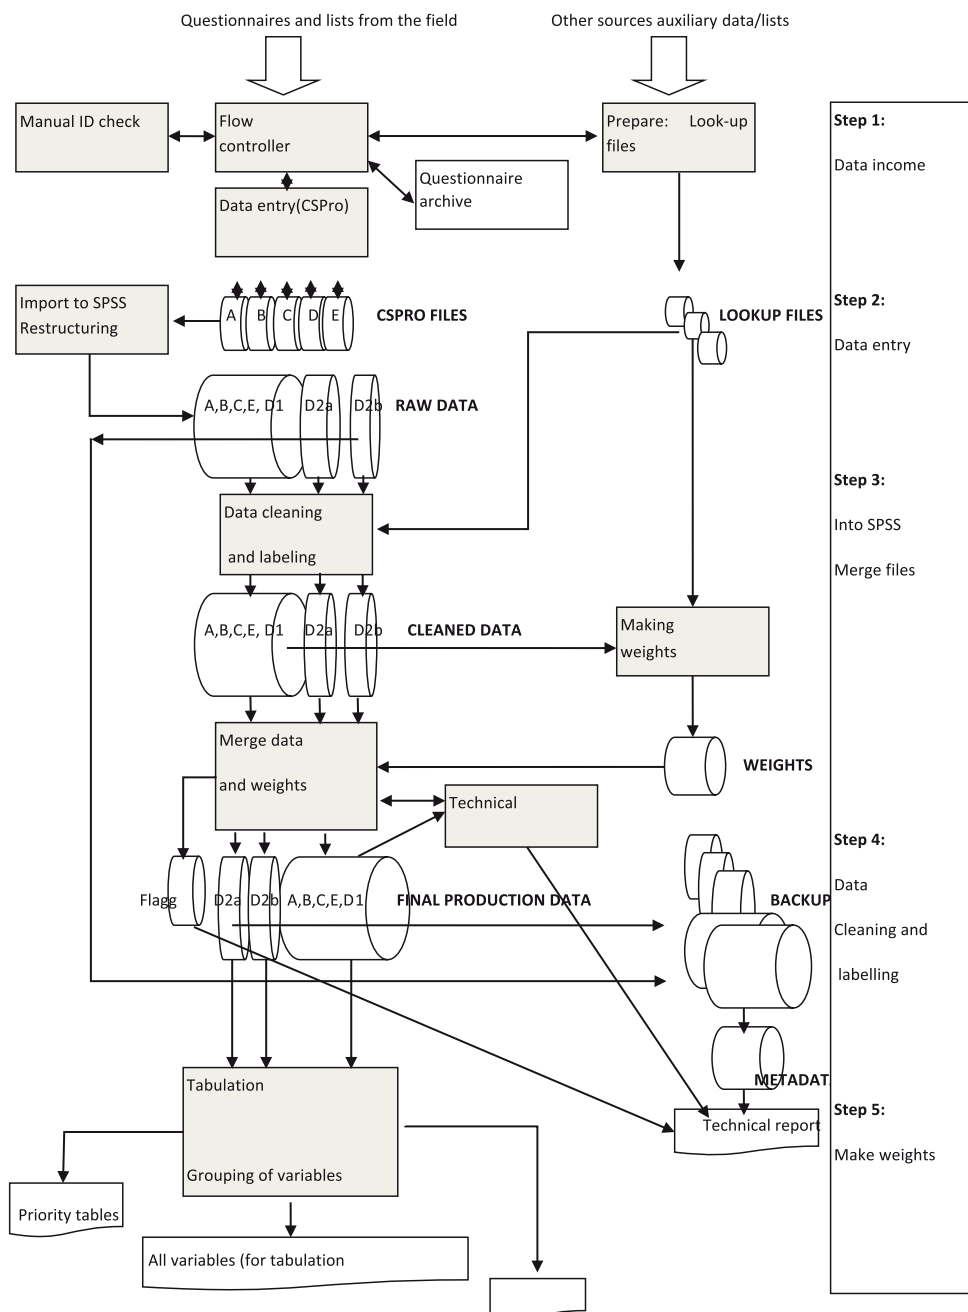 Questionnaires and lists from the field
Other sources auxiliary data/lists
Manual ID check
Flow
controller
Prepare: Look-up
files
Questionnaire
archive
Data entry(CSPro)
Import to SPSS
Restructuring
A B C D E
CSPRO FILES
LOOKUP FILES
A,B,C,E, D1 D2a D2b
RAW DATA
Data cleaning
and labeling
A,B,C,E, D1 D2a D2b
CLEANED DATA
Making
weights
Merge data
and weights
WEIGHTS
Technical
Flagg D2a D2b A,B,C,E,D1
FINAL PRODUCTION DATA
BACKUP
METADAT
Technical report
Tabulation
Grouping of variables
Priority tables
All variables (for tabulation
Step 1:
Data income
Step 2:
Data entry
Step 3:
Into SPSS
Merge files
Step 4:
Data
Cleaning and
labelling
Step 5:
Make weights